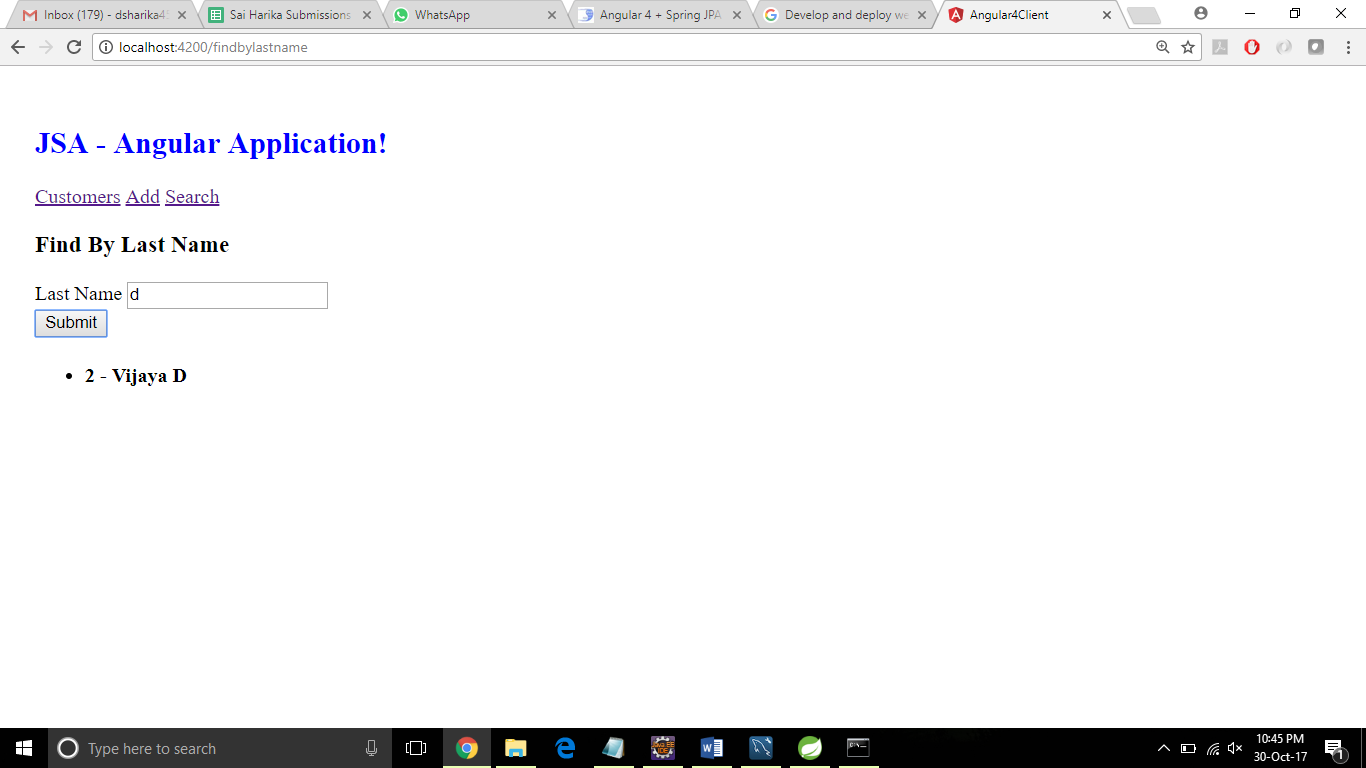 Inbox (179) - dsharika4
Sai Harika Submissions
WhatsApp
Angular 4 + Spring JPA
Develop and deploy we
Angular4Client
localhost:4200/findbylastname
JSA - Angular Application!
Customers Add Search
Find By Last Name
Last Name d
Submit
2 - Vijaya D
Type here to search
10:45 PM
30-Oct-17
1